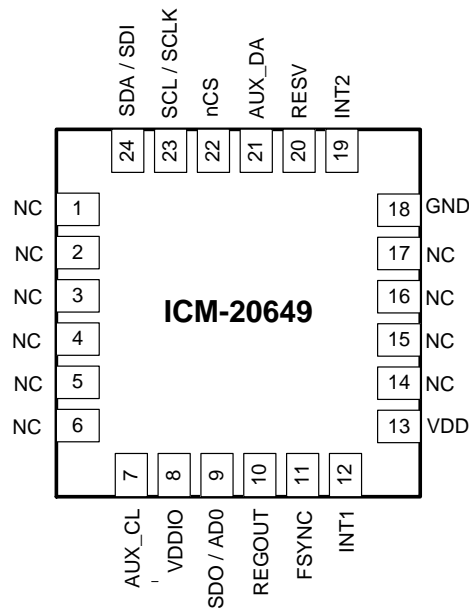 SDA / SDI
SCL / SCLK
nCS
AUX_DA
RESV
INT2
24
23
22
21
20
19
NC 1
NC 2
NC 3
NC 4
NC 5
NC 6
ICM-20649
18 GND
17 NC
16 NC
15 NC
14 NC
13 VDD
7
8
9
10
11
12
AUX_CL
VDDIO
SDO / AD0
REGOUT
FSYNC
INT1